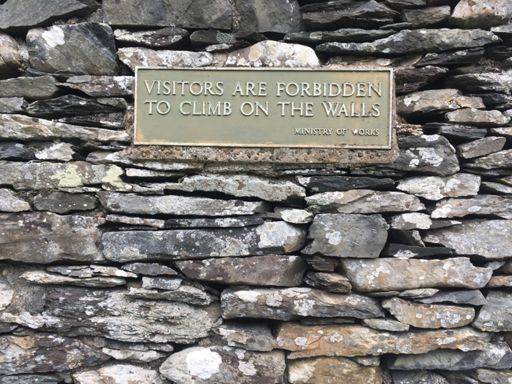 VISITORS ARE FORBIDDEN
TO CLIMB ON THE WALLS
MINISTRY OF WORKS